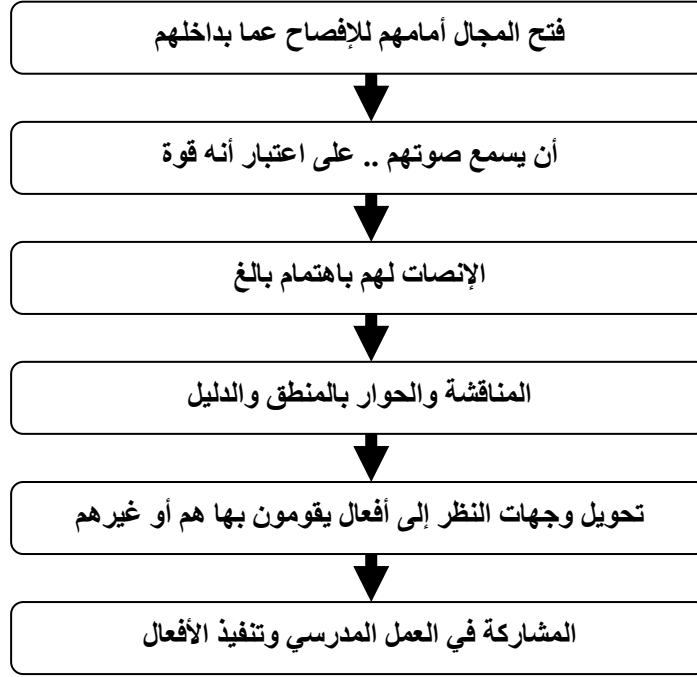 فتح المجال أمامهم للإفصاح عما بداخلهم
أن يسمع صوتهم .. على اعتبار أنه قوة
الإنصات لهم باهتمام بالغ
المناقشة والحوار بالمنطق والدليل
تحويل وجهات النظر إلى أفعال يقومون بها هم أو غيرهم
المشاركة في العمل المدرسي وتنفيذ الأفعال